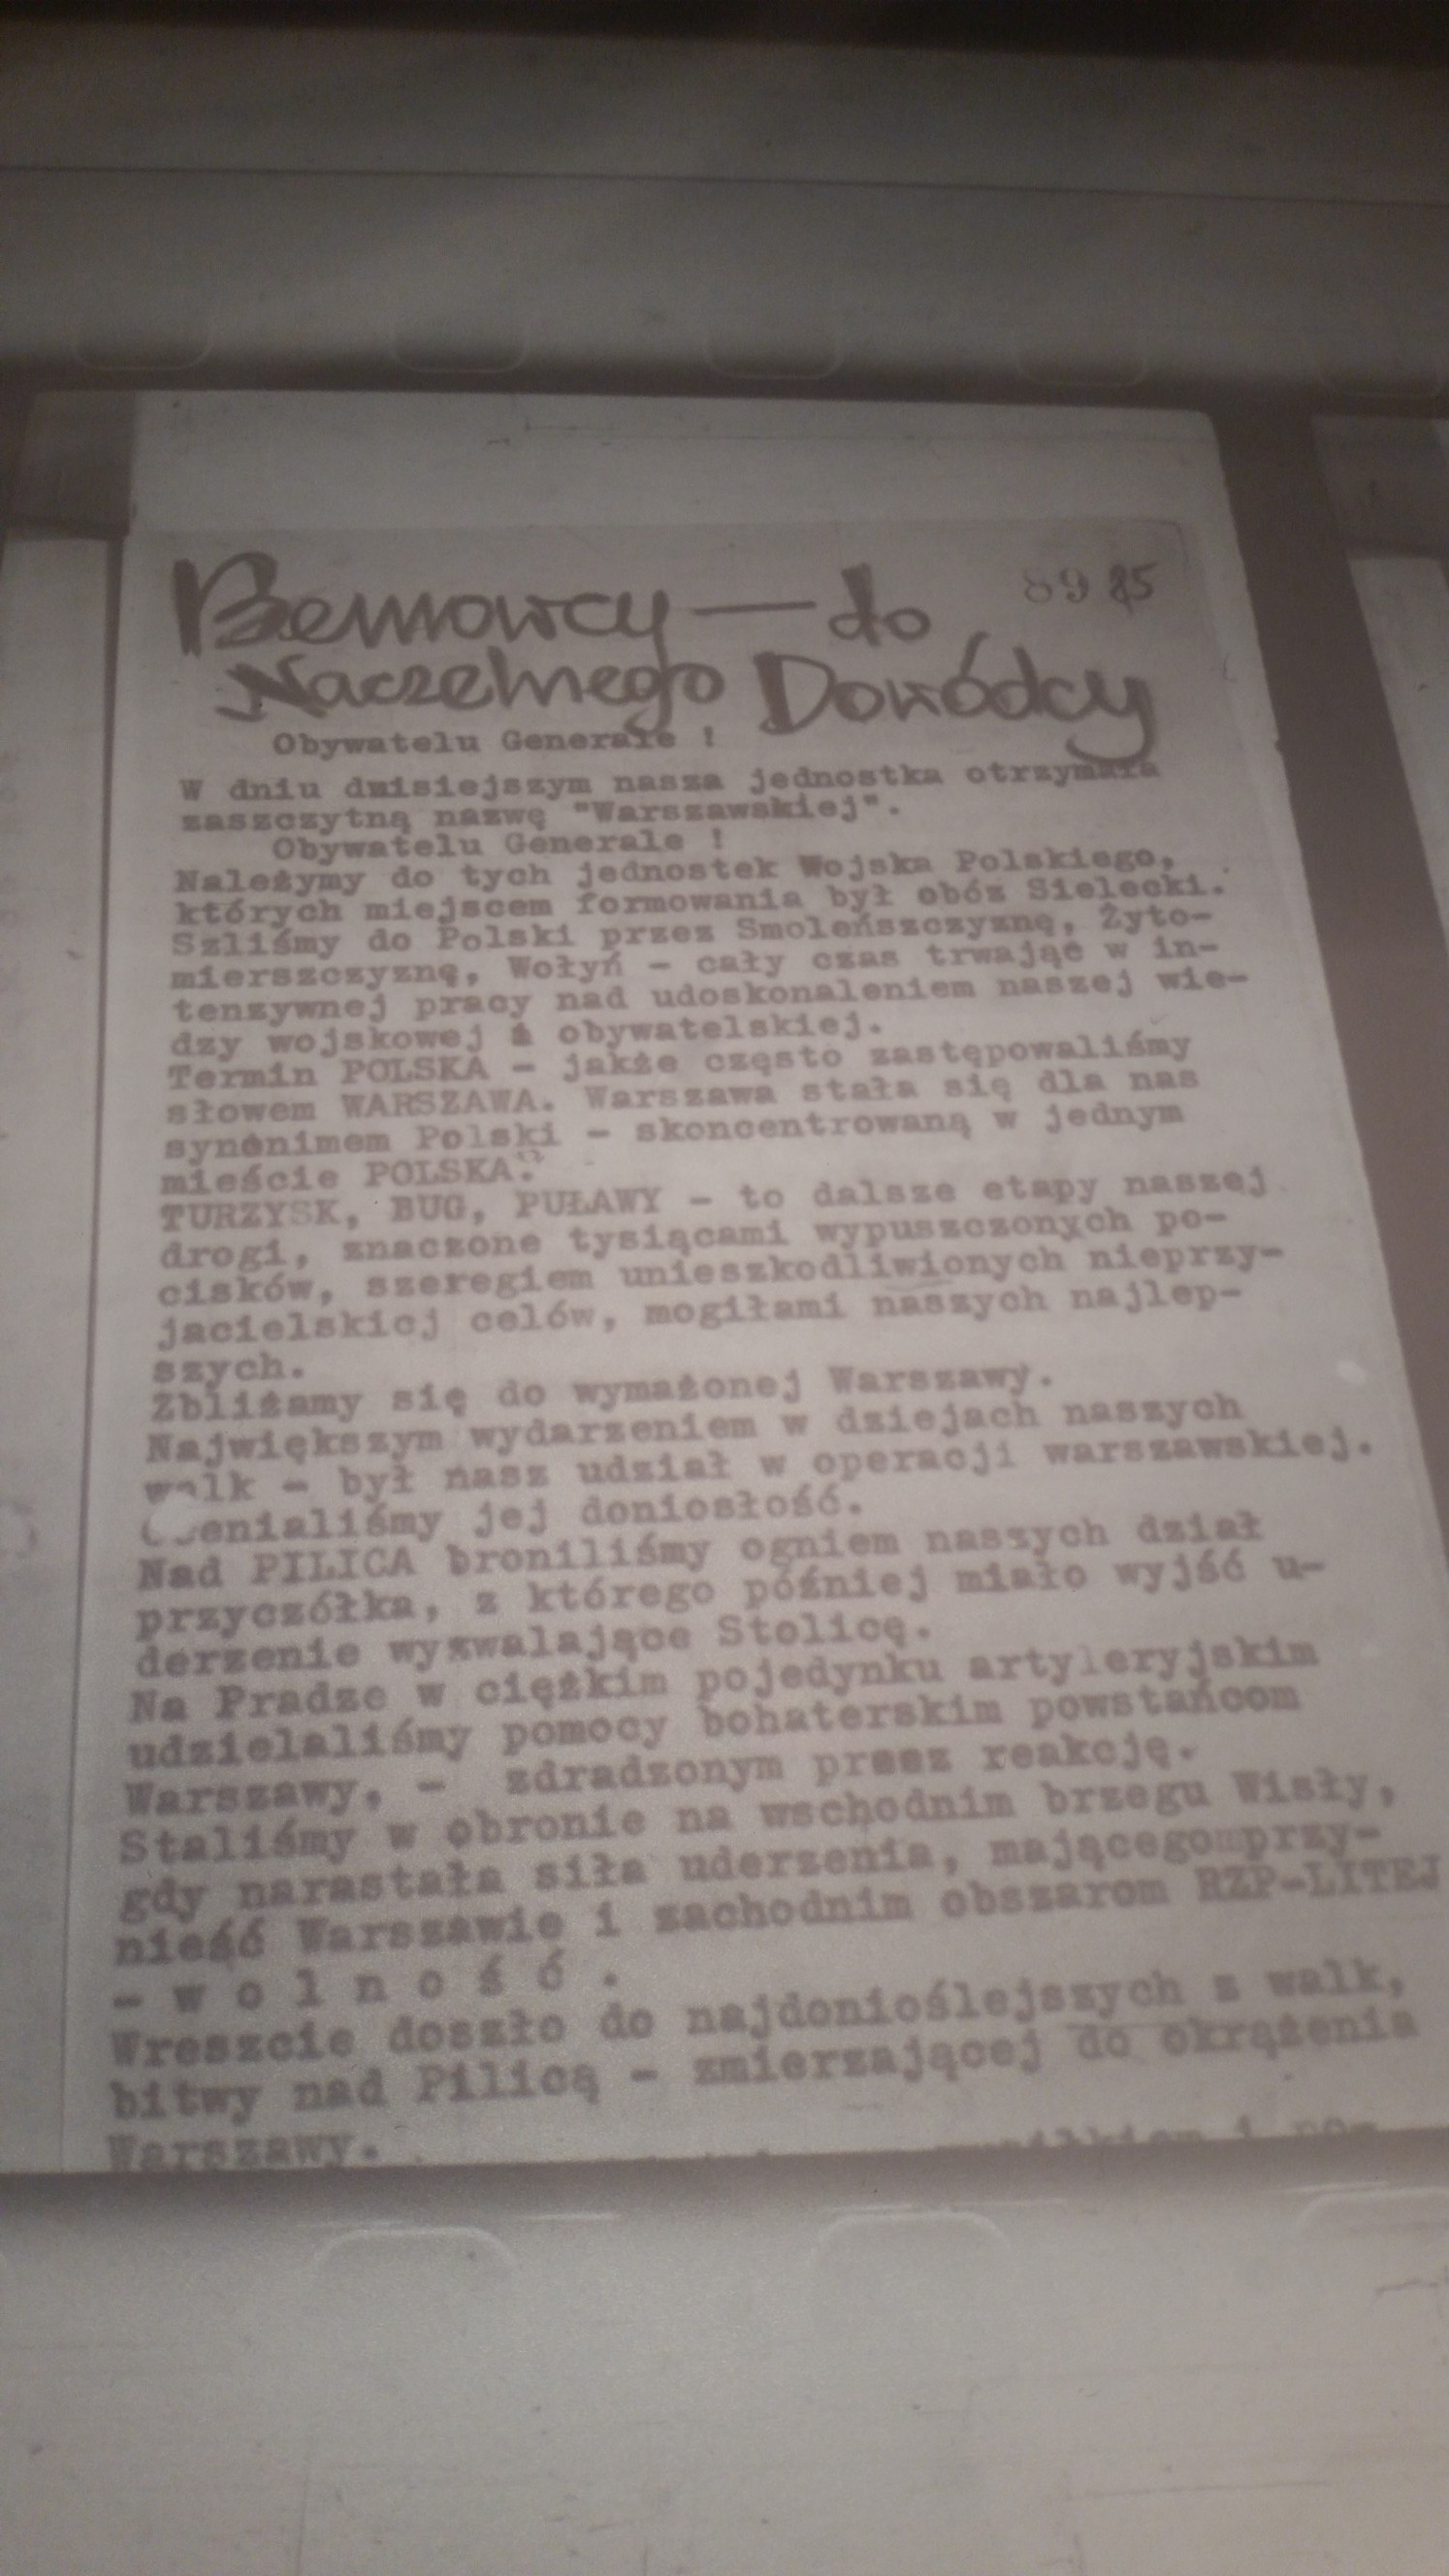 Bemowcy — do 89 85
Naczelnego Dowódcy
Obywatelu Generale !
W dniu dzisiejszym nasza jednostka otrzymała
zaszczytną nazwę "Warszawskiej".
Obywatelu Generale !
Należymy do tych jednostek Wojska Polskiego,
których miejscem formowania był obóz Sielecki.
Szliśmy do Polski przez Smoleńszczyznę, Żyto-
mierszczyznę, Wołyń - cały czas trwając w in-
tenzywnej pracy nad udoskonaleniem naszej wie-
dzy wojskowej i obywatelskiej.
Termin POLSKA - jakże często zastępowaliśmy
słowem WARSZAWA. Warszawa stała się dla nas
synonimem Polski - skoncentrowaną w jednym
mieście POLSKA.
TURZYSK, BUG, PUŁAWY - to dalsze etapy naszej
drogi, znaczone tysiącami wypuszczonych po-
cisków, szeregiem unieszkodliwionych nieprzy-
jacielskicj celów, mogiłami naszych najlep-
szych.
Zbliżamy się do wymażonej Warszawy.
Największym wydarzeniem w dziejach naszych
walk - był nasz udział w operacji warszawskiej.
Ocenialiśmy jej doniosłość.
Nad PILICA broniliśmy ogniem naszych dział
przyczółka, z którego później miało wyjść u-
derzenie wyzwalające Stolicę.
Na Pradze w ciężkim pojedynku artyleryjskim
udzielaliśmy pomocy bohaterskim powstańcom
Warszawy, - zdradzonym przez reakcję.
Staliśmy w obronie na wschodnim brzegu Wisły,
gdy narastała siła uderzenia, mającegomprzy-
nieść Warszawie i zachodnim obszarom RZP-LITEJ
- w o l n o ś ć .
Wreszcie doszło do najdonioślejszych z walk,
bitwy nad Pilicą - zmierzającej do okrążenia
Warszawy.